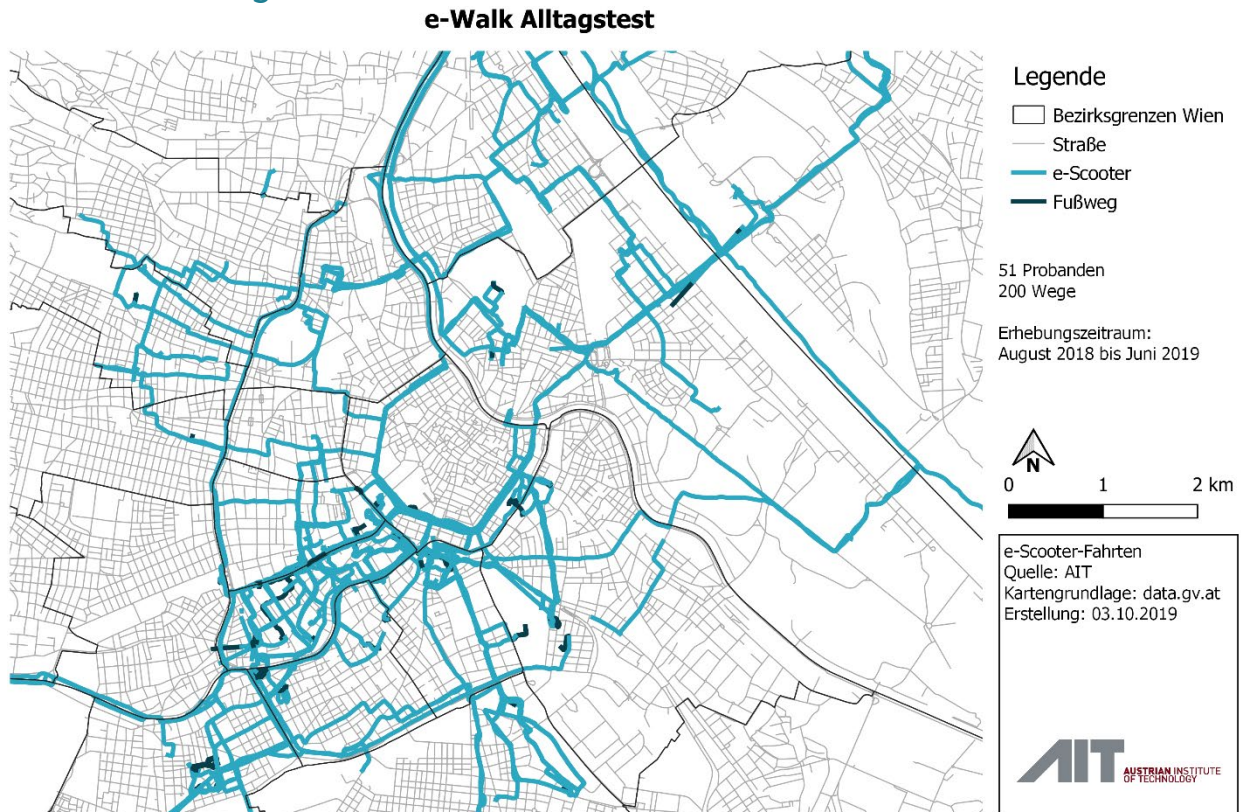 e-Walk Alltagstest
Legende
Bezirksgrenzen Wien
Straße
e-Scooter
Fußweg
51 Probanden
200 Wege
Erhebungszeitraum:
August 2018 bis Juni 2019
N
0 1 2 km
e-Scooter-Fahrten
Quelle: AIT
Kartengrundlage: data.gv.at
Erstellung: 03.10.2019
AIT
AUSTRIAN INSTITUTE
OF TECHNOLOGY